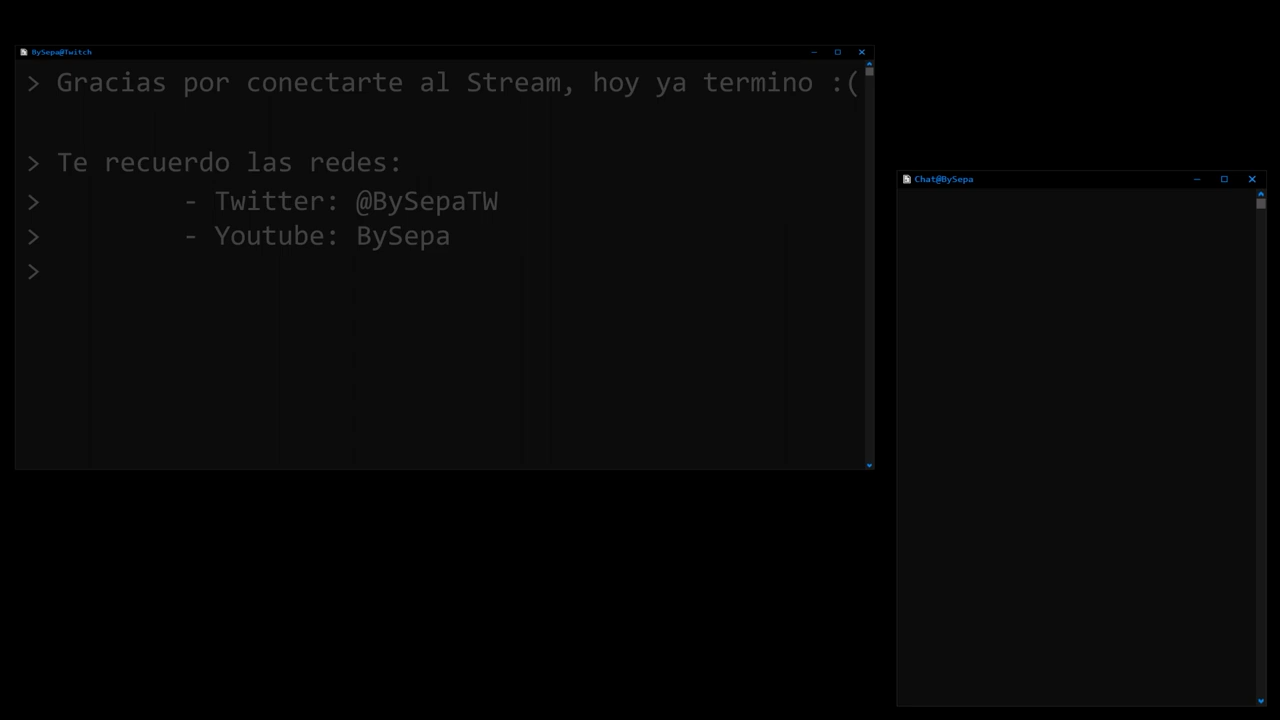 BySepa@Twitch
> Gracias por conectarte al Stream, hoy ya termino :(
> Te recuerdo las redes:
> - Twitter: @BySepaTW
> - Youtube: BySepa
>
Chat@BySepa